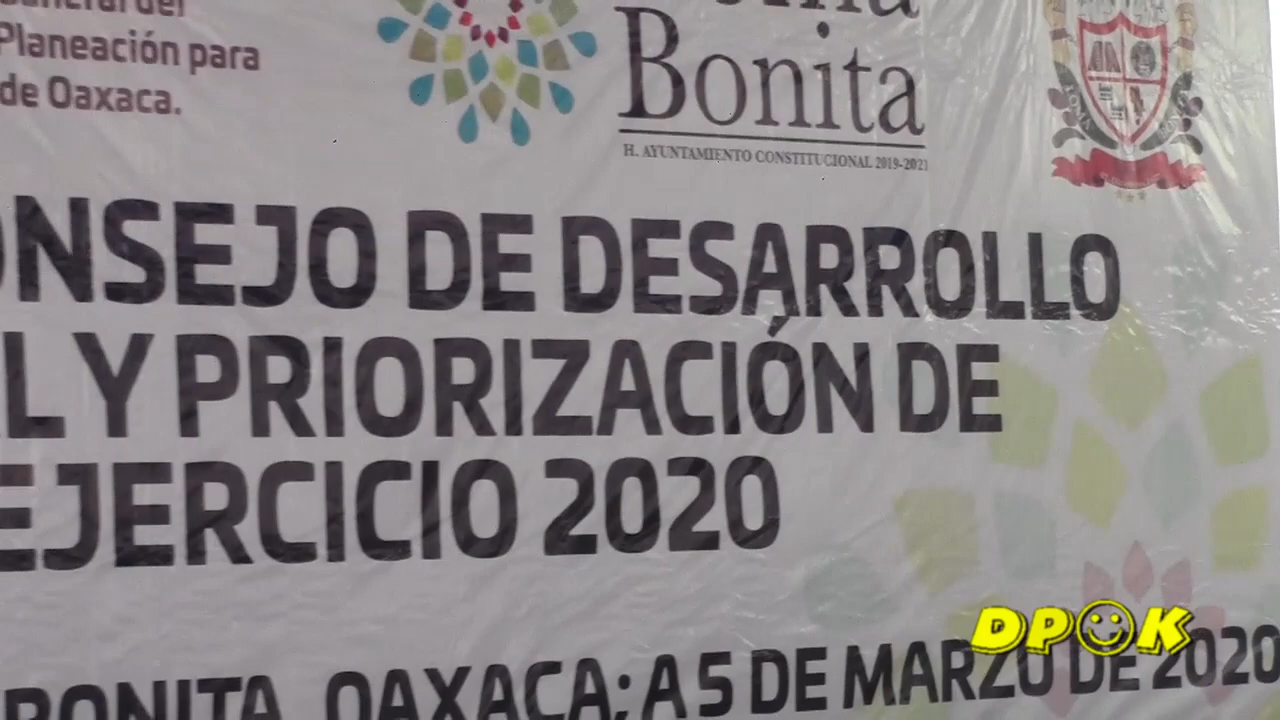 Planeación para
de Oaxaca.
Bonita
H. AYUNTAMIENTO CONSTITUCIONAL 2019-2021
ONSEJO DE DESARROLLO
L Y PRIORIZACIÓN DE
EJERCICIO 2020
BONITA, OAXACA; A 5 DE MARZO DE 2020
DPOK